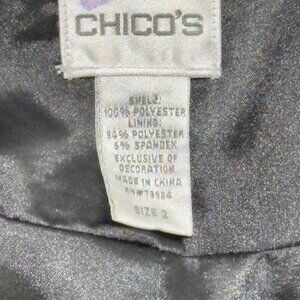 CHICO'S
SHELL:
100% POLYESTER
LINING:
94% POLYESTER
6% SPANDEX
EXCLUSIVE OF
DECORATION
MADE IN CHINA
SIZE 2